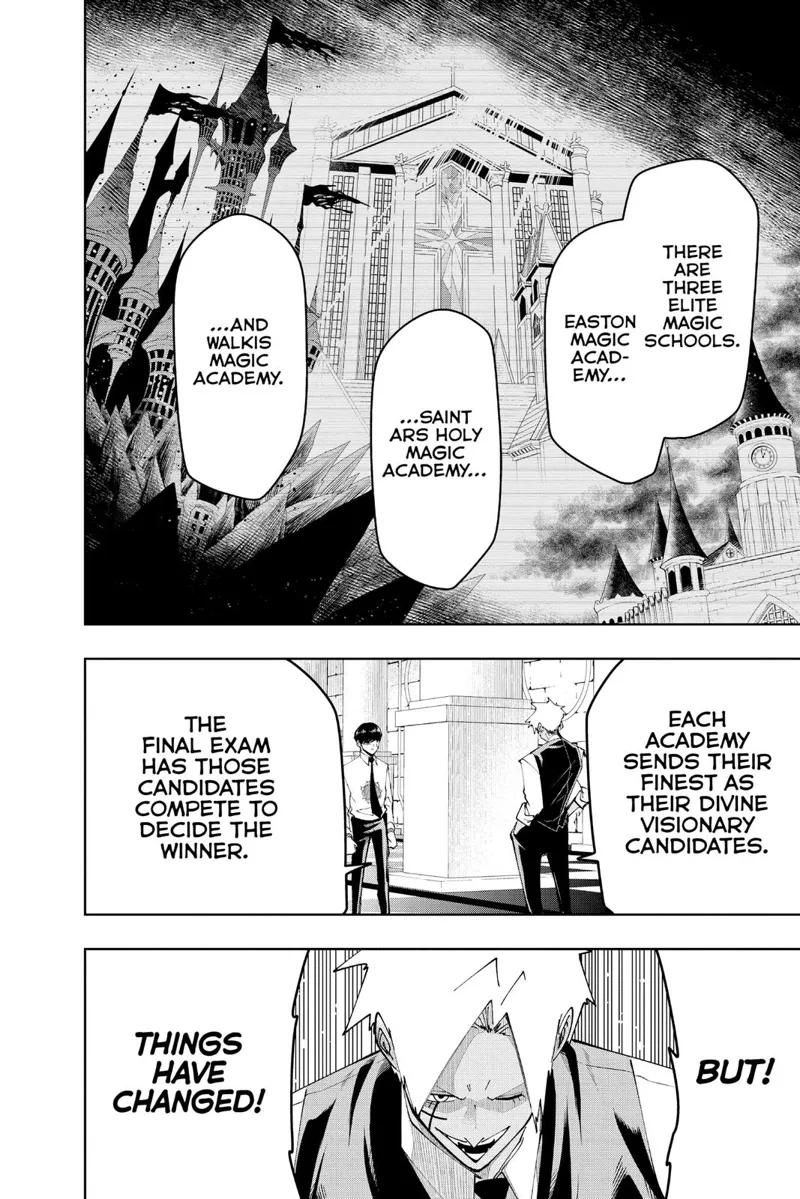 THERE
ARE
THREE
ELITE
MAGIC
SCHOOLS.
EASTON
MAGIC
ACAD-
EMY...
...SAINT
ARS HOLY
MAGIC
ACADEMY...
...AND
WALKIS
MAGIC
ACADEMY.
EACH
ACADEMY
SENDS THEIR
FINEST AS
THEIR DIVINE
VISIONARY
CANDIDATES.
THE
FINAL EXAM
HAS THOSE
CANDIDATES
COMPETE TO
DECIDE THE
WINNER.
BUT!
THINGS
HAVE
CHANGED!